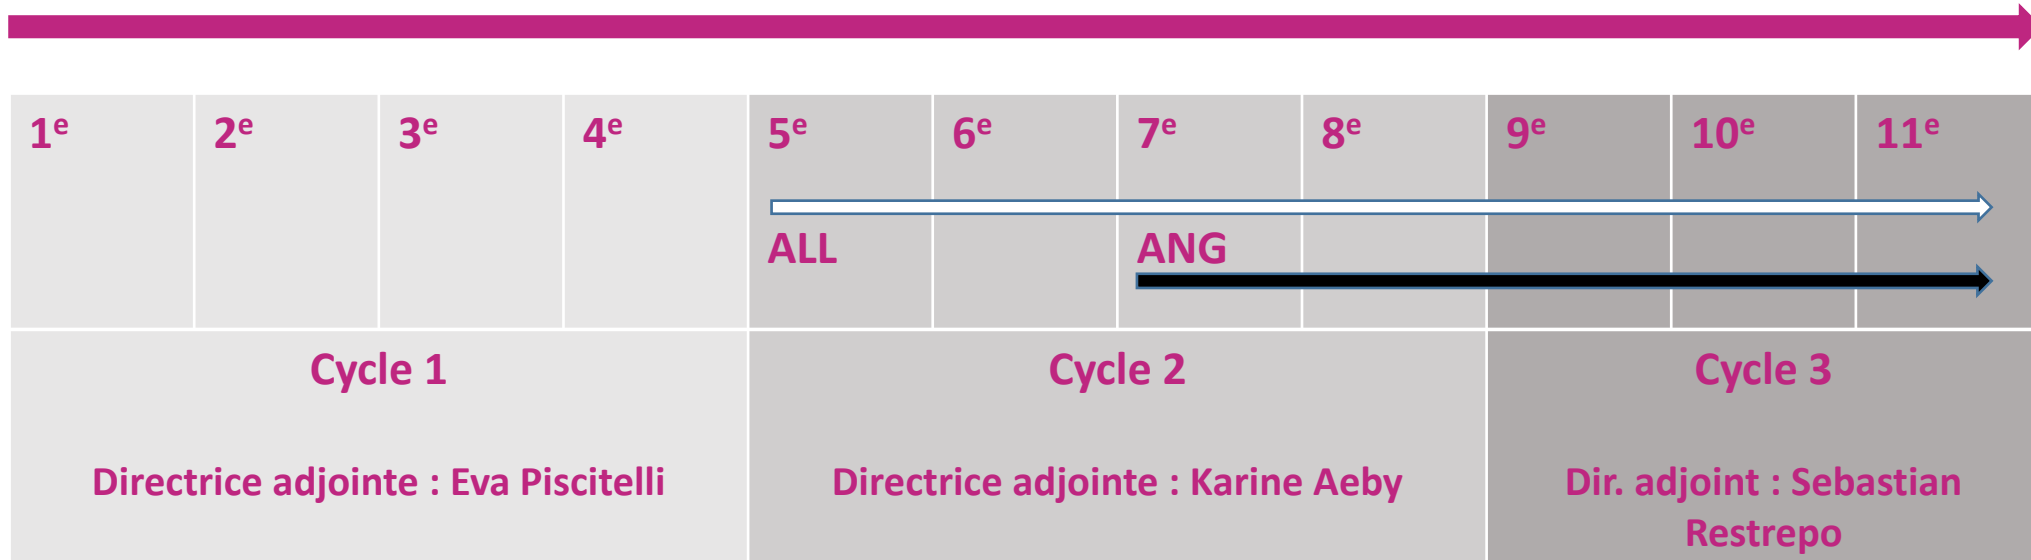 1e 2e 3e 4e 5e 6e 7e 8e 9e 10e 11e
ALL ANG
Cycle 1
Directrice adjointe : Eva Piscitelli
Cycle 2
Directrice adjointe : Karine Aeby
Cycle 3
Dir. adjoint : Sebastian
Restrepo